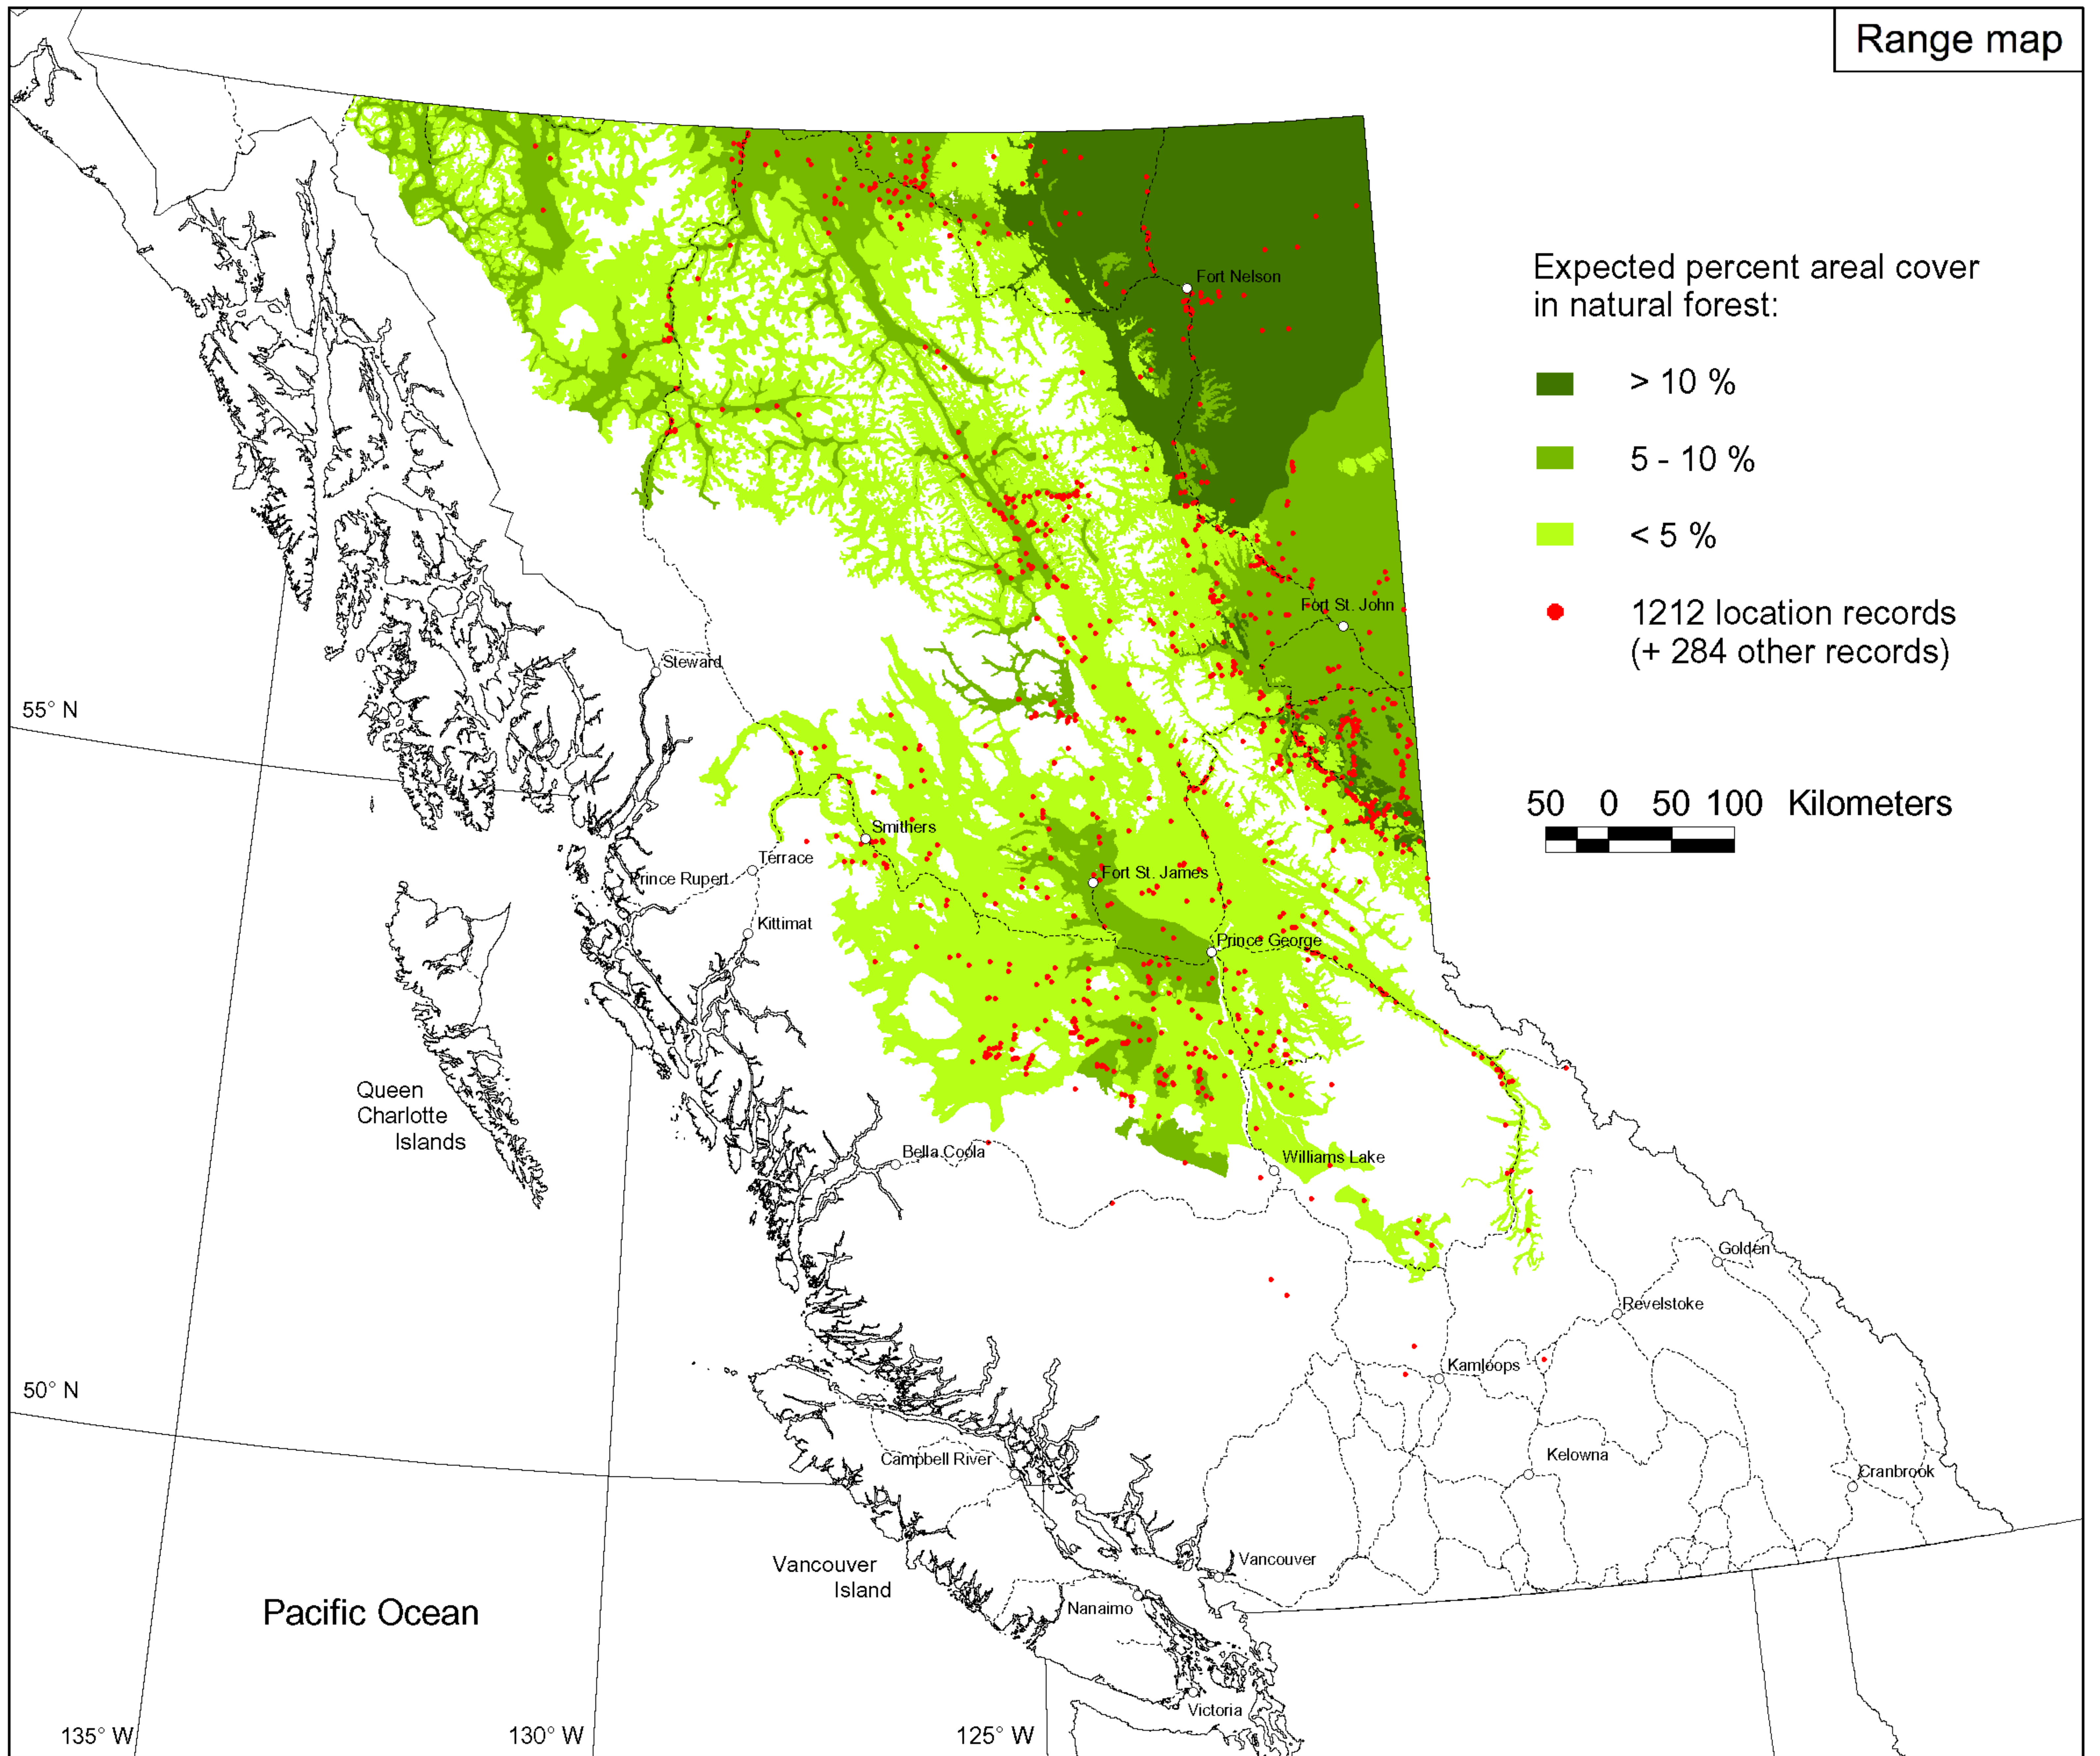 Range map
Expected percent areal cover
in natural forest:
> 10 %
5 - 10 %
< 5 %
1212 location records
(+ 284 other records)
50 0 50 100 Kilometers
Fort Nelson
Fort St. John
Steward
55° N
Smithers
Terrace
Prince Rupert
Fort St. James
Kittimat
Prince George
Queen
Charlotte
Islands
Bella Coola
Williams Lake
Golden
Revelstoke
Kamloops
50° N
Campbell River
Kelowna
Cranbrook
Vancouver
Island
Vancouver
Nanaimo
Pacific Ocean
Victoria
135° W
130° W
125° W